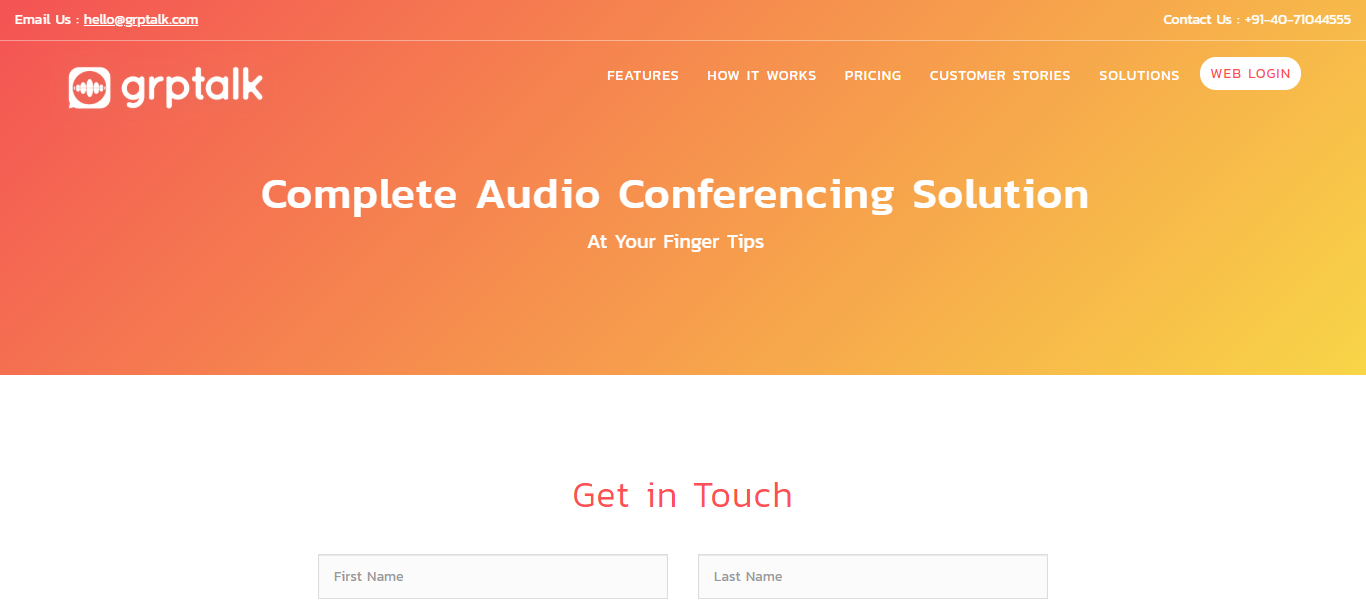 Email Us : hello@grptalk.com
Contact Us : +91-40-71044555
grptalk
FEATURES
HOW IT WORKS
PRICING
CUSTOMER STORIES
SOLUTIONS
WEB LOGIN
Complete Audio Conferencing Solution
At Your Finger Tips
Get in Touch
First Name
Last Name